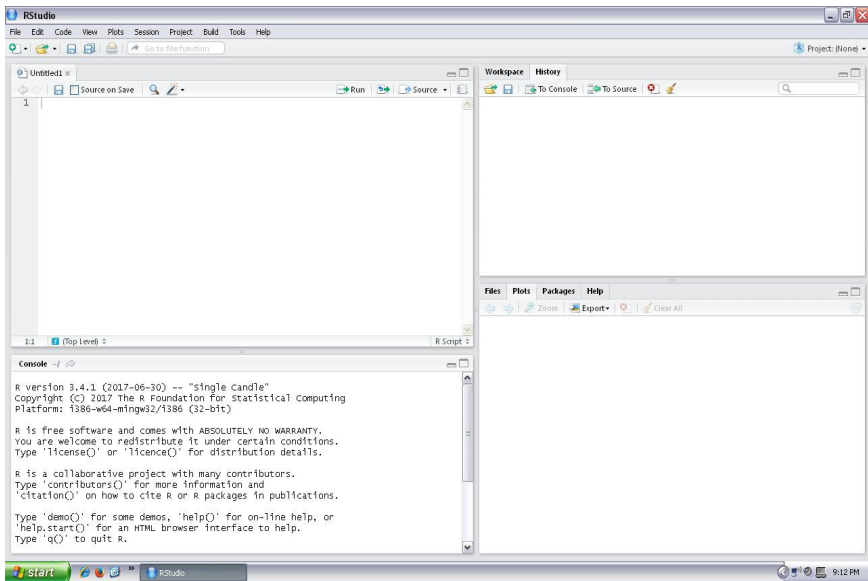 RStudio
File Edit Code View Plots Session Project Build Tools Help
Go to file/function
Project: (None)
Untitled1
Source on Save
Run
Source
1
1:1 (Top Level) R Script
Console ~/
R version 3.4.1 (2017-06-30) -- "Single Candle"
Copyright (C) 2017 The R Foundation for Statistical Computing
Platform: i386-w64-mingw32/i386 (32-bit)
R is free software and comes with ABSOLUTELY NO WARRANTY.
You are welcome to redistribute it under certain conditions.
Type 'license()' or 'licence()' for distribution details.
R is a collaborative project with many contributors.
Type 'contributors()' for more information and
'citation()' on how to cite R or R packages in publications.
Type 'demo()' for some demos, 'help()' for on-line help, or
'help.start()' for an HTML browser interface to help.
Type 'q()' to quit R.
Workspace History
To Console To Source
Files Plots Packages Help
Zoom Export Clear All
start
RStudio
9:12 PM